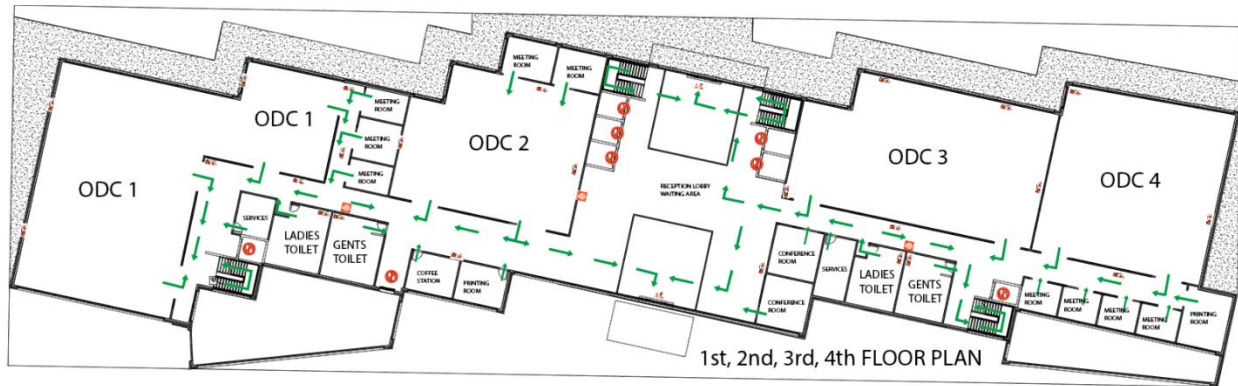 MEETING
ROOM
MEETING
ROOM
ODC 1
MEETING
ROOM
MEETING
ROOM
MEETING
ROOM
ODC 1
ODC 2
RECEPTION LOBBY
WAITING AREA
ODC 3
ODC 4
SERVICES
LADIES
TOILET
GENTS
TOILET
COFFEE
STATION
PRINTING
ROOM
CONFERENCE
ROOM
CONFERENCE
ROOM
SERVICES
LADIES
TOILET
GENTS
TOILET
MEETING
ROOM
MEETING
ROOM
MEETING
ROOM
MEETING
ROOM
PRINTING
ROOM
1st, 2nd, 3rd, 4th FLOOR PLAN